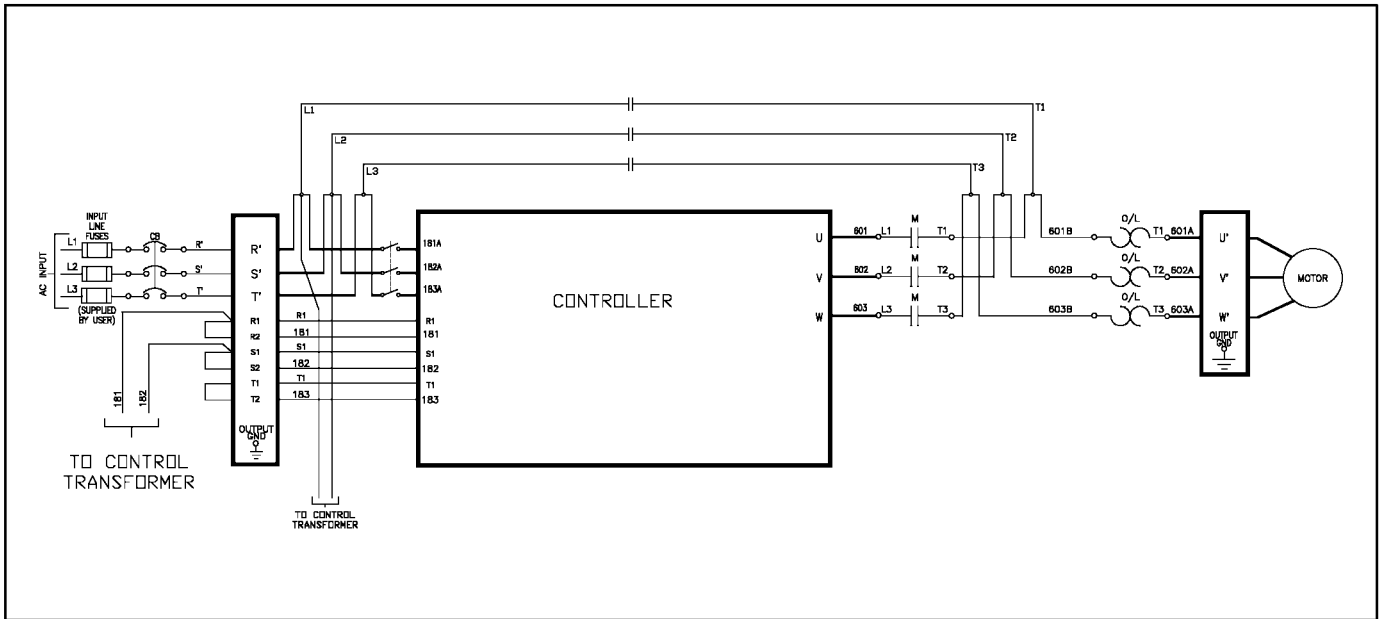 L1
T1
L2
T2
L3
T3
AC INPUT
INPUT
LINE
FUSES
L1
L2
L3
(SUPPLIED
BY USER)
CB
R'
S'
T'
R'
S'
T'
R1
R2
S1
S2
T1
T2
OUTPUT
GND
R1
181
S1
182
T1
183
181
182
TO CONTROL
TRANSFORMER
TO CONTROL
TRANSFORMER
181A
182A
183A
R1
181
S1
182
T1
183
CONTROLLER
U
V
W
601
L1
M
T1
602
L2
M
T2
603
L3
M
T3
601B
O/L
T1
601A
602B
O/L
T2
602A
603B
O/L
T3
603A
U'
V'
W'
OUTPUT
GND
MOTOR